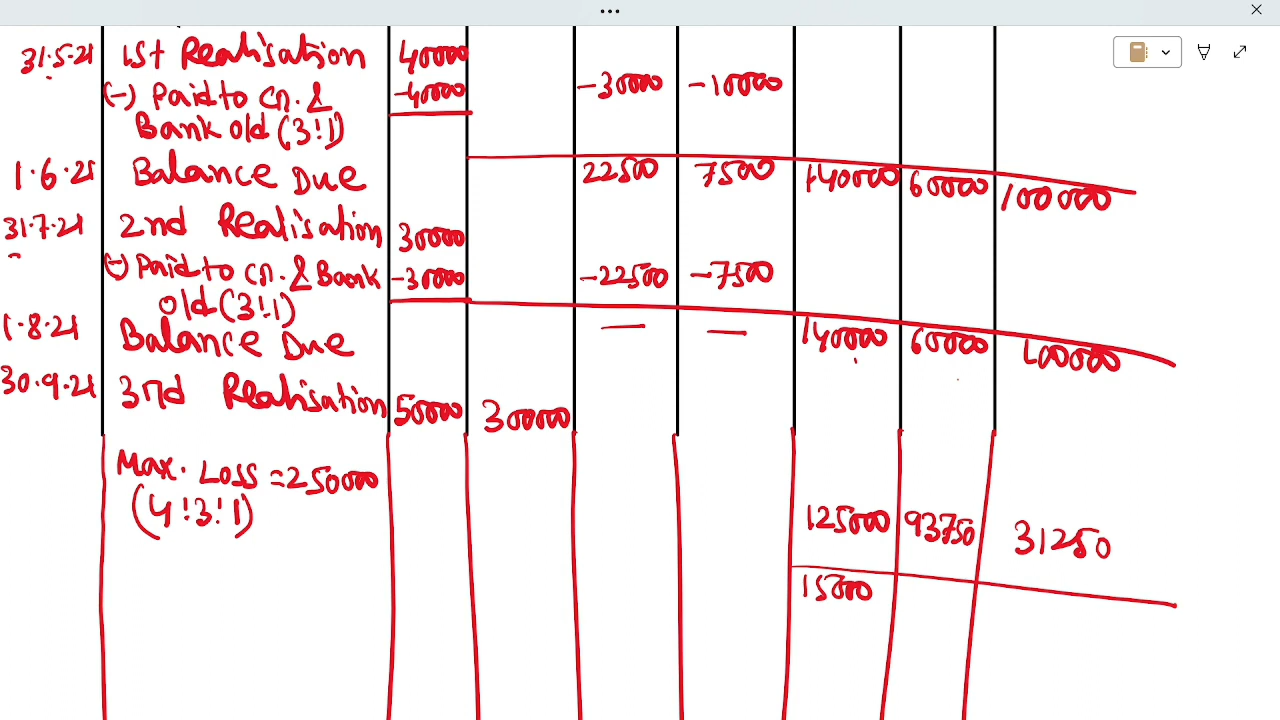 31.5.21 1st Realisation 40000
(-) Paid to Cr. & -40000 -30000 -10000
Bank old (3:1)
1.6.21 Balance Due 22500 7500 140000 60000 100000
31.7.21 2nd Realisation 30000
(-) Paid to Cr. & Bank -30000 -22500 -7500
old (3:1)
1.8.21 Balance Due — — 140000 60000 100000
30.9.21 3rd Realisation 50000 30000
Max. Loss = 250000
(4:3:1) 125000 93750 31250
15000